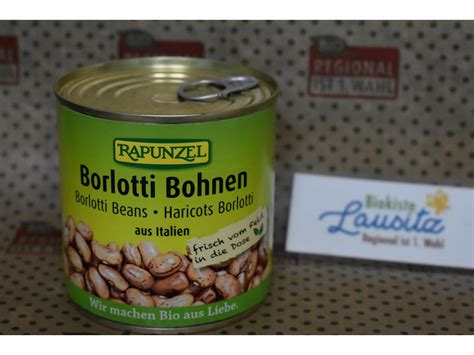 BIO
REGIONAL
IST 1. WAHL
RAPUNZEL
Borlotti Bohnen
Borlotti Beans • Haricots Borlotti
aus Italien
frisch vom Feld
in die Dose
Wir machen Bio aus Liebe.
Biokiste
Lausitz
Regional ist 1. Wahl